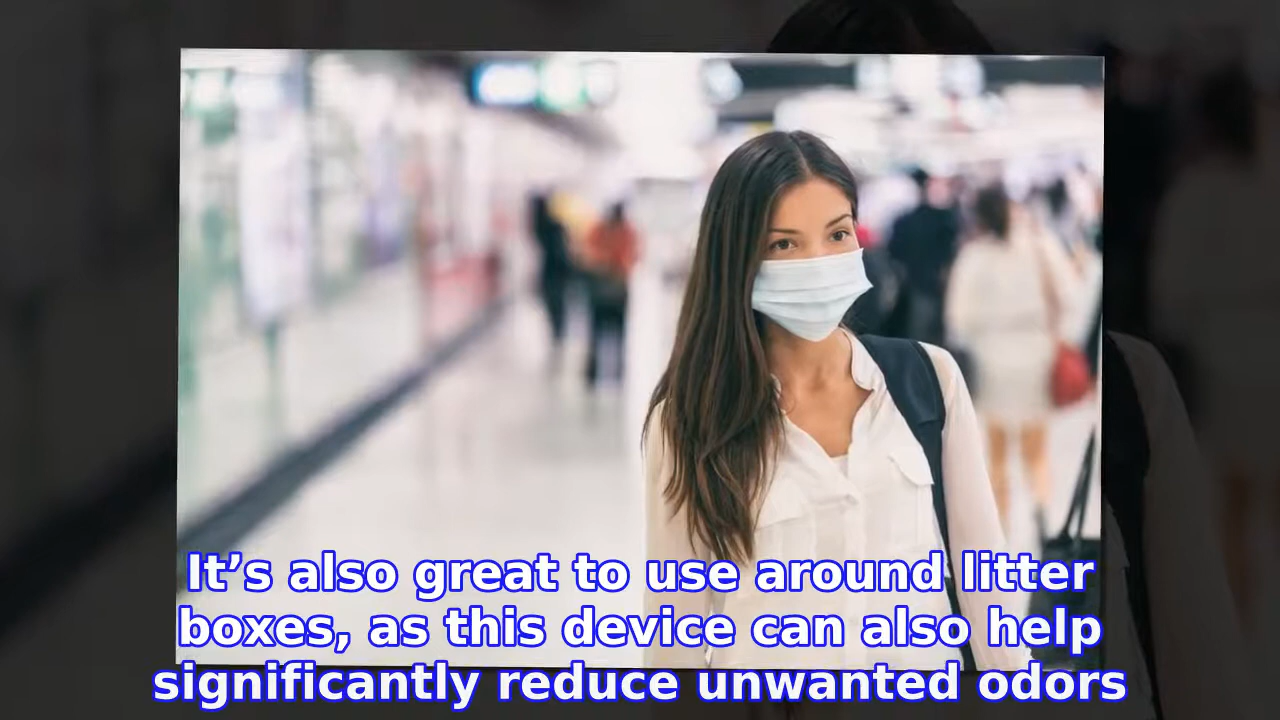 It’s also great to use around litter
boxes, as this device can also help
significantly reduce unwanted odors